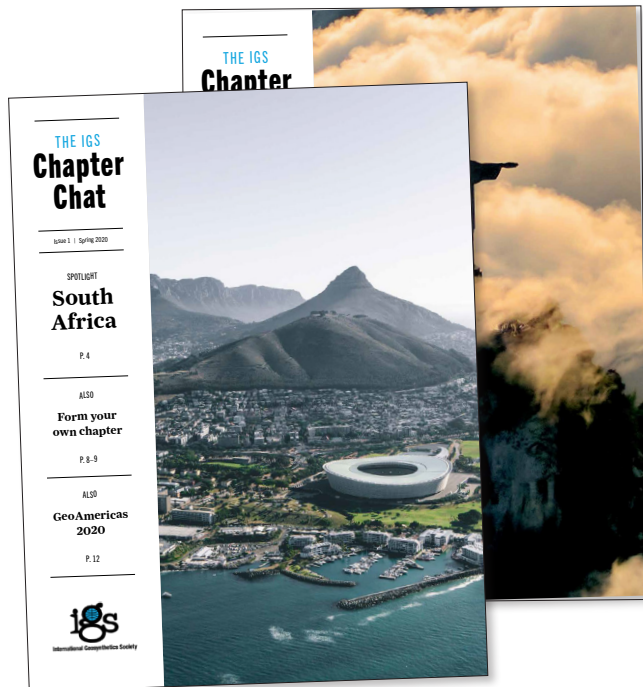 THE IGS
Chapter
THE IGS
Chapter
Chat
Issue 1 | Spring 2020
SPOTLIGHT
South
Africa
P. 4
ALSO
Form your
own chapter
P. 8-9
ALSO
GeoAmericas
2020
P. 12
igs
International Geosynthetics Society